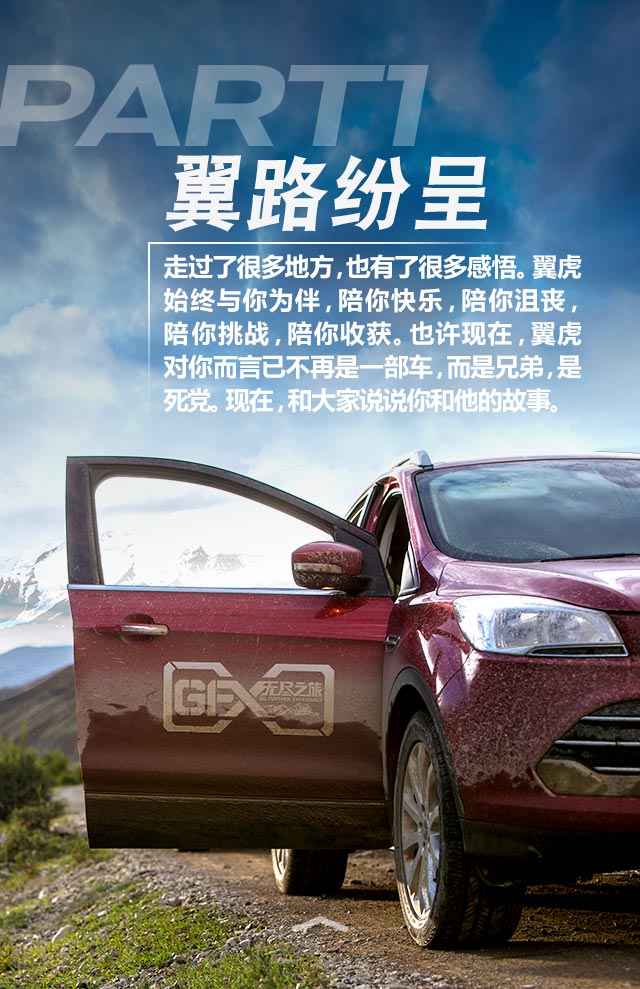 PART1
翼路纷呈
走过了很多地方,也有了很多感悟。翼虎
始终与你为伴,陪你快乐,陪你沮丧,
陪你挑战,陪你收获。也许现在,翼虎
对你而言已不再是一部车,而是兄弟,是
死党。现在,和大家说说你和他的故事。
GFX 无尽之旅
GO FURTHER EXPERIENCE